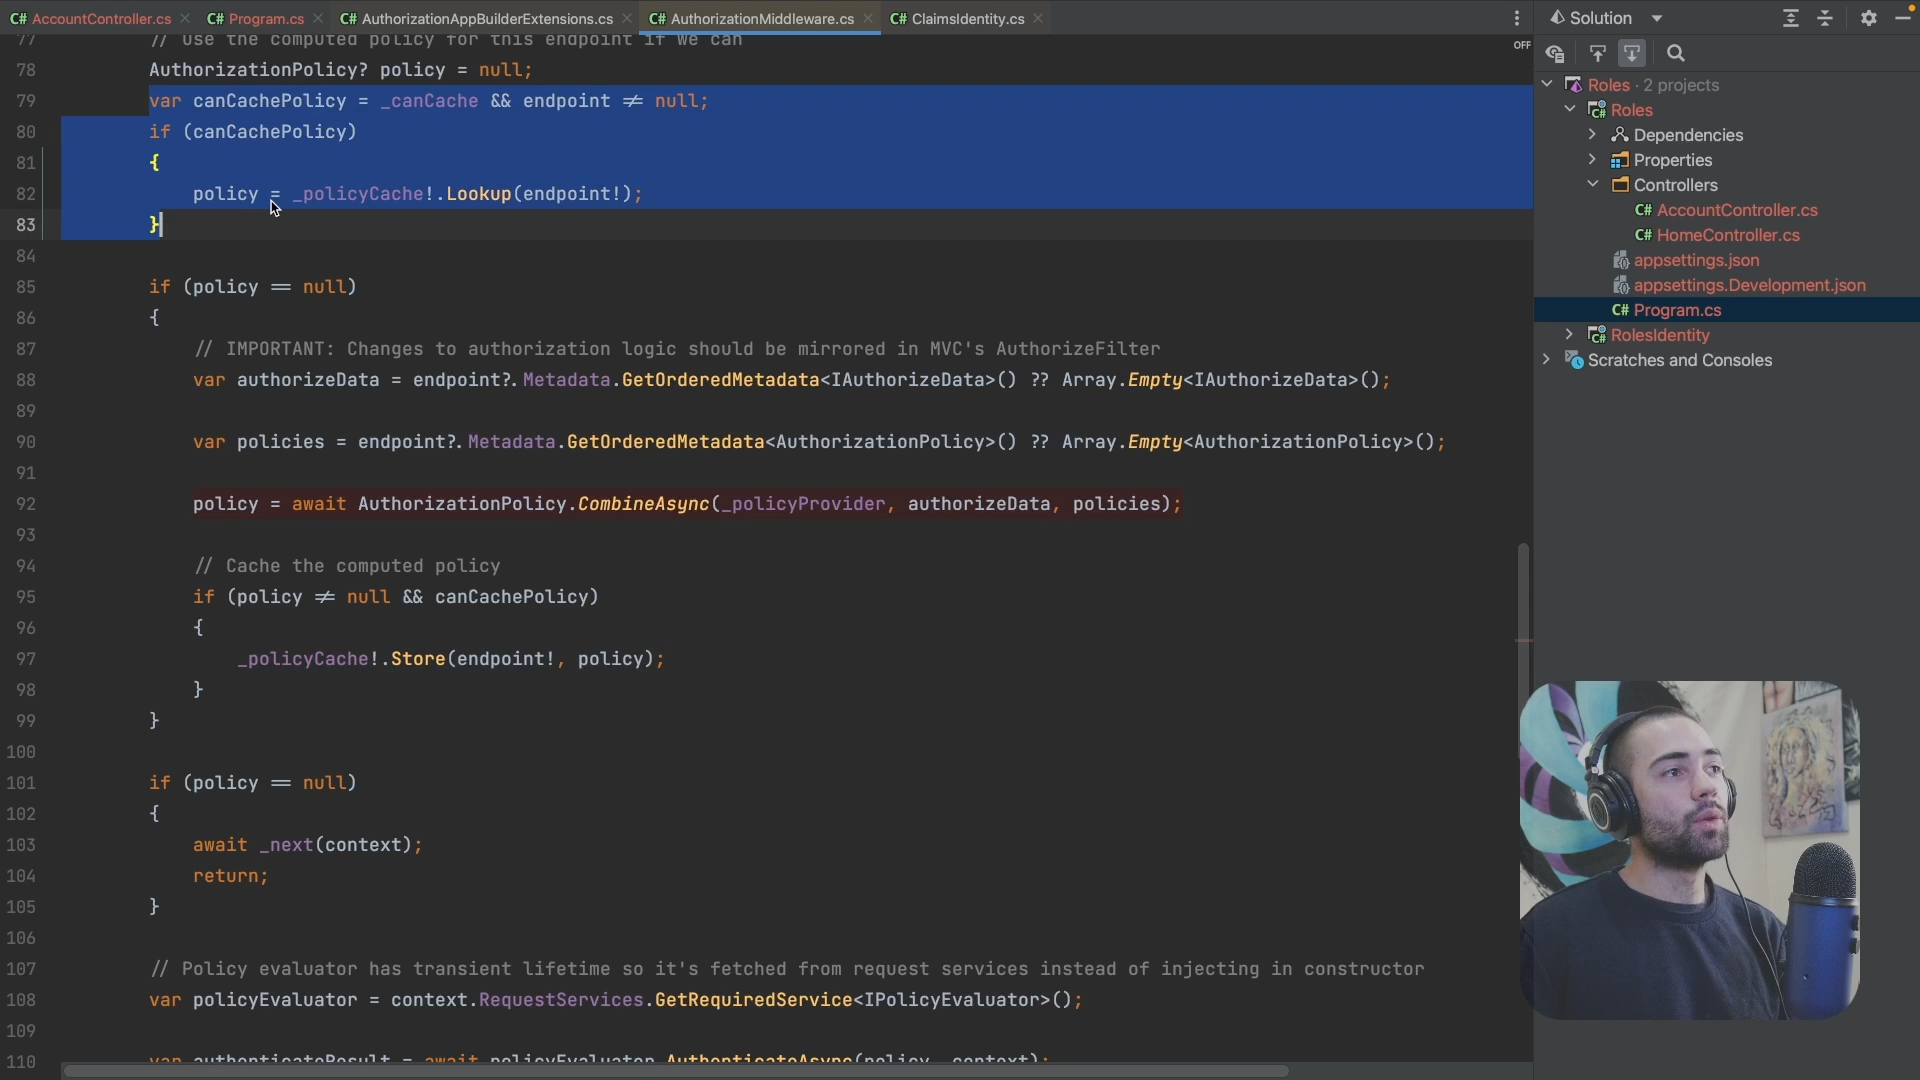 C# AccountController.cs × C# Program.cs × C# AuthorizationAppBuilderExtensions.cs × C# AuthorizationMiddleware.cs × C# ClaimsIdentity.cs ×
OFF
77 // Use the computed policy for this endpoint if we can
78 AuthorizationPolicy? policy = null;
79 var canCachePolicy = _canCache && endpoint != null;
80 if (canCachePolicy)
81 {
82 policy = _policyCache!.Lookup(endpoint!);
83 }
84
85 if (policy == null)
86 {
87 // IMPORTANT: Changes to authorization logic should be mirrored in MVC's AuthorizeFilter
88 var authorizeData = endpoint?.Metadata.GetOrderedMetadata<IAuthorizeData>() ?? Array.Empty<IAuthorizeData>();
89
90 var policies = endpoint?.Metadata.GetOrderedMetadata<AuthorizationPolicy>() ?? Array.Empty<AuthorizationPolicy>();
91
92 policy = await AuthorizationPolicy.CombineAsync(_policyProvider, authorizeData, policies);
93
94 // Cache the computed policy
95 if (policy != null && canCachePolicy)
96 {
97 _policyCache!.Store(endpoint!, policy);
98 }
99 }
100
101 if (policy == null)
102 {
103 await _next(context);
104 return;
105 }
106
107 // Policy evaluator has transient lifetime so it's fetched from request services instead of injecting in constructor
108 var policyEvaluator = context.RequestServices.GetRequiredService<IPolicyEvaluator>();
109
110 var authenticateResult = await policyEvaluator.AuthenticateAsync(policy, context);
Solution
Roles · 2 projects
C# Roles
Dependencies
Properties
Controllers
C# AccountController.cs
C# HomeController.cs
appsettings.json
appsettings.Development.json
C# Program.cs
C# RolesIdentity
Scratches and Consoles